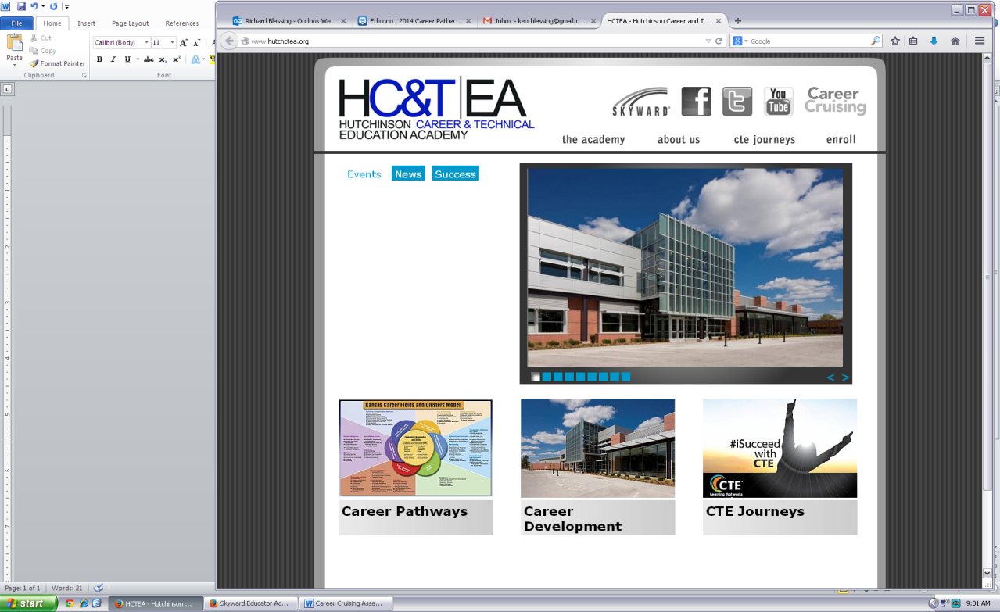 Richard Blessing - Outlook We...
Edmodo | 2014 Career Pathw...
Inbox - kentblessing@gmail.c...
HCTEA - Hutchinson Career and T...
File
Home
Insert
Page Layout
References
www.hutchctea.org
Google
Paste
Cut
Copy
Format Painter
Clipboard
Calibri (Body)
11
Font
HC&T|EA
HUTCHINSON CAREER & TECHNICAL
EDUCATION ACADEMY
SKYWARD
You
Tube
Career
Cruising
the academy
about us
cte journeys
enroll
Events
News
Success
< >
Kansas Career Fields and Clusters Model
#iSucceed
with
CTE
CTE
Learning that works
Career Pathways
Career
Development
CTE Journeys
Page: 1 of 1
Words: 21
start
HCTEA - Hutchinson ...
Skyward Educator Ac...
Career Cruising Asse...
9:01 AM